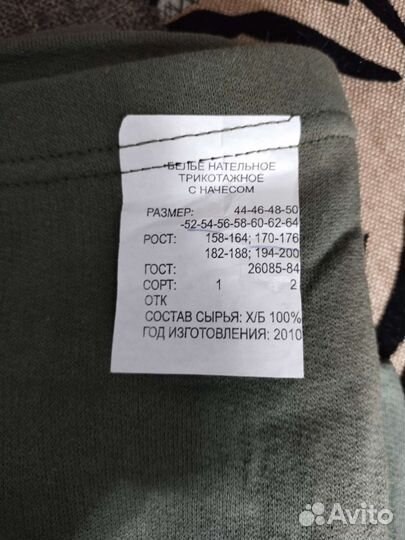 БЕЛЬЕ НАТЕЛЬНОЕ
ТРИКОТАЖНОЕ
С НАЧЕСОМ
РАЗМЕР: 44-46-48-50
-52-54-56-58-60-62-64
РОСТ: 158-164; 170-176
182-188; 194-200
ГОСТ: 26085-84
СОРТ: 1 2
ОТК
СОСТАВ СЫРЬЯ: Х/Б 100%
ГОД ИЗГОТОВЛЕНИЯ: 2010
Avito